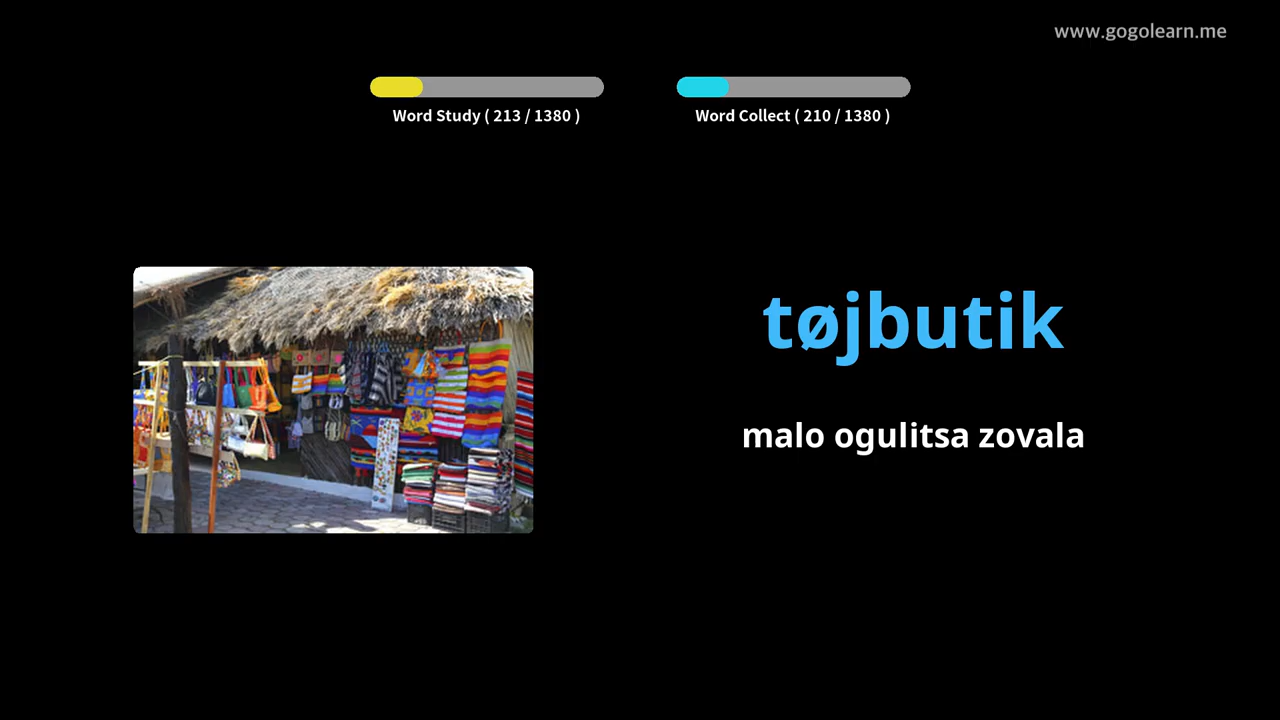 www.gogolearn.me
Word Study ( 213 / 1380 )
Word Collect ( 210 / 1380 )
tøjbutik
malo ogulitsa zovala